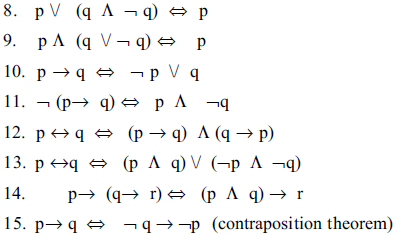 8. p V (q Λ ¬ q) ⇔ p
9. p Λ (q V ¬ q) ⇔ p
10. p → q ⇔ ¬ p V q
11. ¬ (p→ q) ⇔ p Λ ¬q
12. p ↔ q ⇔ (p → q) Λ (q → p)
13. p ↔q ⇔ (p Λ q) V (¬p Λ ¬q)
14. p→ (q→ r) ⇔ (p Λ q) → r
15. p→ q ⇔ ¬ q → ¬p (contraposition theorem)